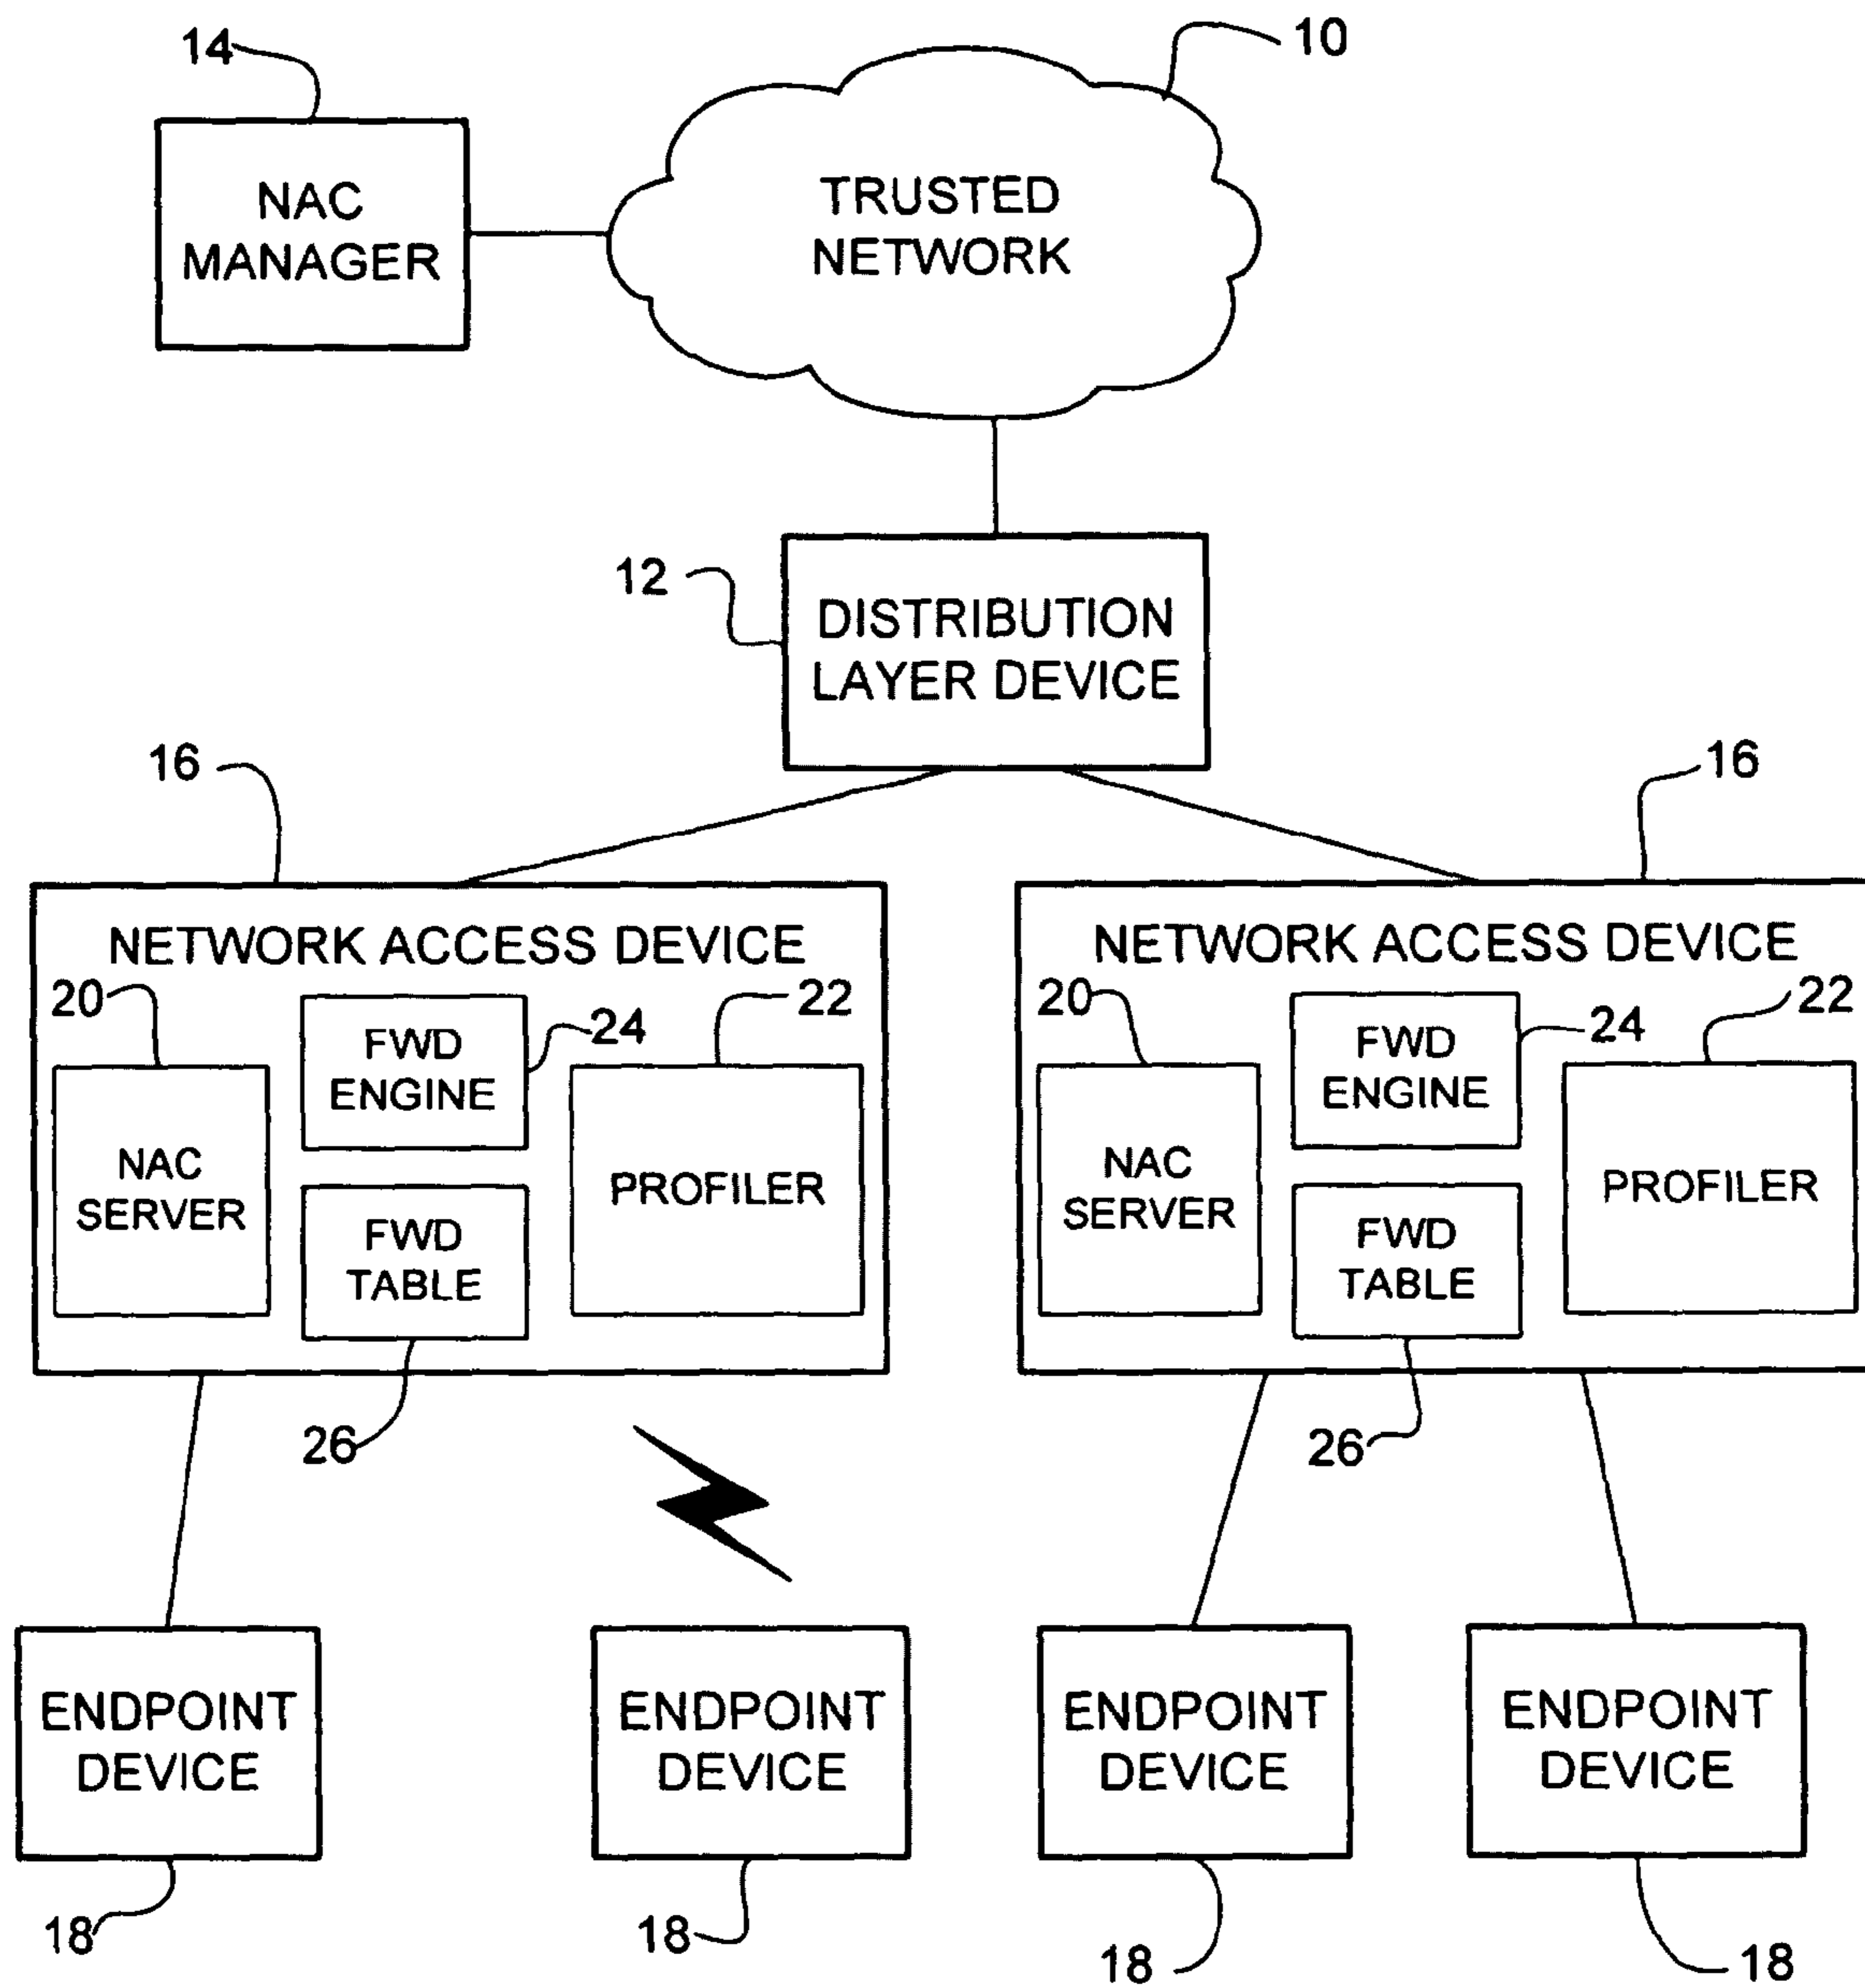 14
10
NAC
MANAGER
TRUSTED
NETWORK
12
DISTRIBUTION
LAYER DEVICE
16
16
NETWORK ACCESS DEVICE
20
24
22
FWD
ENGINE
NAC
SERVER
PROFILER
FWD
TABLE
26
NETWORK ACCESS DEVICE
20
24
22
FWD
ENGINE
NAC
SERVER
PROFILER
FWD
TABLE
26
ENDPOINT
DEVICE
18
ENDPOINT
DEVICE
18
ENDPOINT
DEVICE
18
ENDPOINT
DEVICE
18